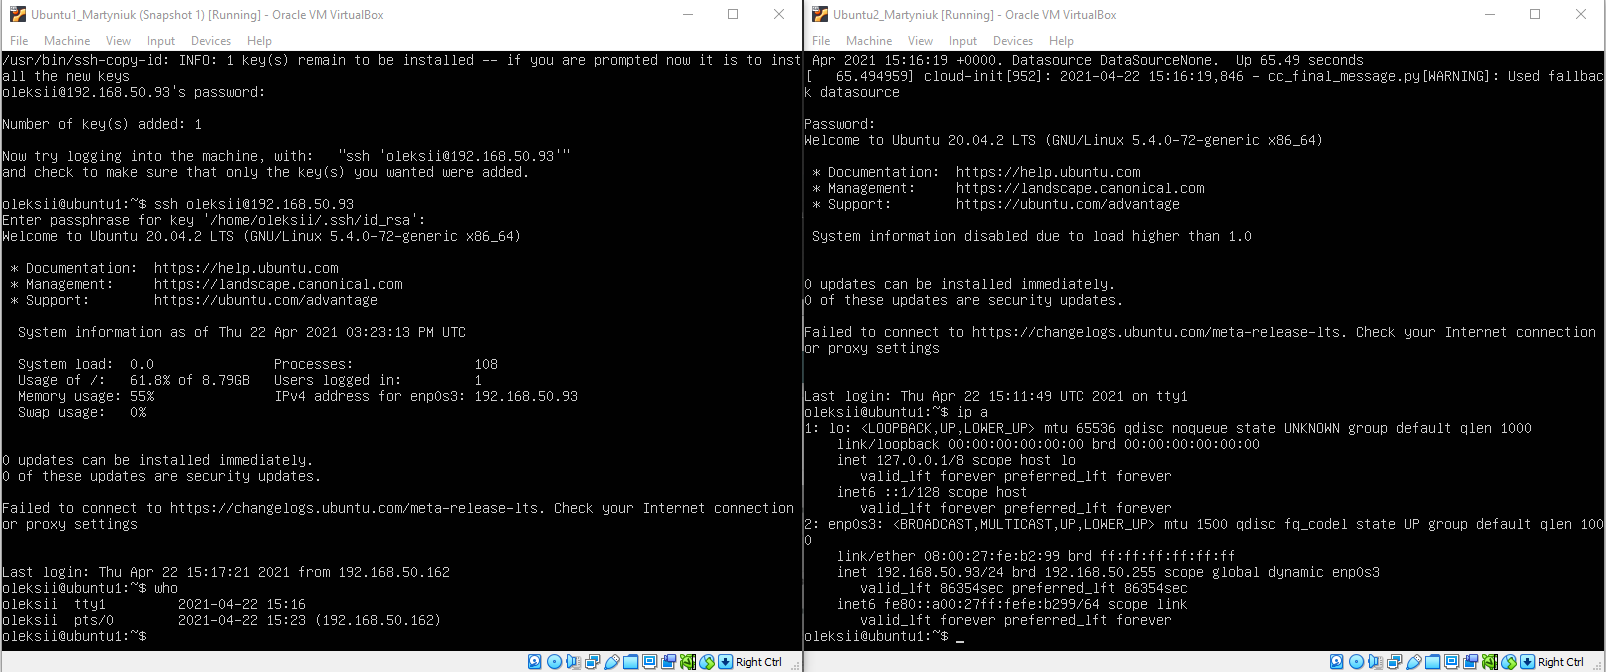 Ubuntu1_Martyniuk (Snapshot 1) [Running] - Oracle VM VirtualBox
File Machine View Input Devices Help
/usr/bin/ssh-copy-id: INFO: 1 key(s) remain to be installed -- if you are prompted now it is to inst
all the new keys
oleksii@192.168.50.93's password:
Number of key(s) added: 1
Now try logging into the machine, with:   "ssh 'oleksii@192.168.50.93'"
and check to make sure that only the key(s) you wanted were added.
oleksii@ubuntu1:~$ ssh oleksii@192.168.50.93
Enter passphrase for key '/home/oleksii/.ssh/id_rsa':
Welcome to Ubuntu 20.04.2 LTS (GNU/Linux 5.4.0-72-generic x86_64)
* Documentation:  https://help.ubuntu.com
* Management:     https://landscape.canonical.com
* Support:        https://ubuntu.com/advantage
System information as of Thu 22 Apr 2021 03:23:13 PM UTC
System load:  0.0               Processes:               108
Usage of /:   61.8% of 8.79GB   Users logged in:         1
Memory usage: 55%               IPv4 address for enp0s3: 192.168.50.93
Swap usage:   0%
0 updates can be installed immediately.
0 of these updates are security updates.
Failed to connect to https://changelogs.ubuntu.com/meta-release-lts. Check your Internet connection
or proxy settings
Last login: Thu Apr 22 15:17:21 2021 from 192.168.50.162
oleksii@ubuntu1:~$ who
oleksii  tty1         2021-04-22 15:16
oleksii  pts/0        2021-04-22 15:23 (192.168.50.162)
oleksii@ubuntu1:~$
Right Ctrl
Ubuntu2_Martyniuk [Running] - Oracle VM VirtualBox
File Machine View Input Devices Help
Apr 2021 15:16:19 +0000. Datasource DataSourceNone.  Up 65.49 seconds
[   65.494959] cloud-init[952]: 2021-04-22 15:16:19,846 - cc_final_message.py[WARNING]: Used fallbac
k datasource
Password:
Welcome to Ubuntu 20.04.2 LTS (GNU/Linux 5.4.0-72-generic x86_64)
* Documentation:  https://help.ubuntu.com
* Management:     https://landscape.canonical.com
* Support:        https://ubuntu.com/advantage
System information disabled due to load higher than 1.0
0 updates can be installed immediately.
0 of these updates are security updates.
Failed to connect to https://changelogs.ubuntu.com/meta-release-lts. Check your Internet connection
or proxy settings
Last login: Thu Apr 22 15:11:49 UTC 2021 on tty1
oleksii@ubuntu1:~$ ip a
1: lo: <LOOPBACK,UP,LOWER_UP> mtu 65536 qdisc noqueue state UNKNOWN group default qlen 1000
link/loopback 00:00:00:00:00:00 brd 00:00:00:00:00:00
inet 127.0.0.1/8 scope host lo
valid_lft forever preferred_lft forever
inet6 ::1/128 scope host
valid_lft forever preferred_lft forever
2: enp0s3: <BROADCAST,MULTICAST,UP,LOWER_UP> mtu 1500 qdisc fq_codel state UP group default qlen 100
0
link/ether 08:00:27:fe:b2:99 brd ff:ff:ff:ff:ff:ff
inet 192.168.50.93/24 brd 192.168.50.255 scope global dynamic enp0s3
valid_lft 86354sec preferred_lft 86354sec
inet6 fe80::a00:27ff:fefe:b299/64 scope link
valid_lft forever preferred_lft forever
oleksii@ubuntu1:~$ _
Right Ctrl